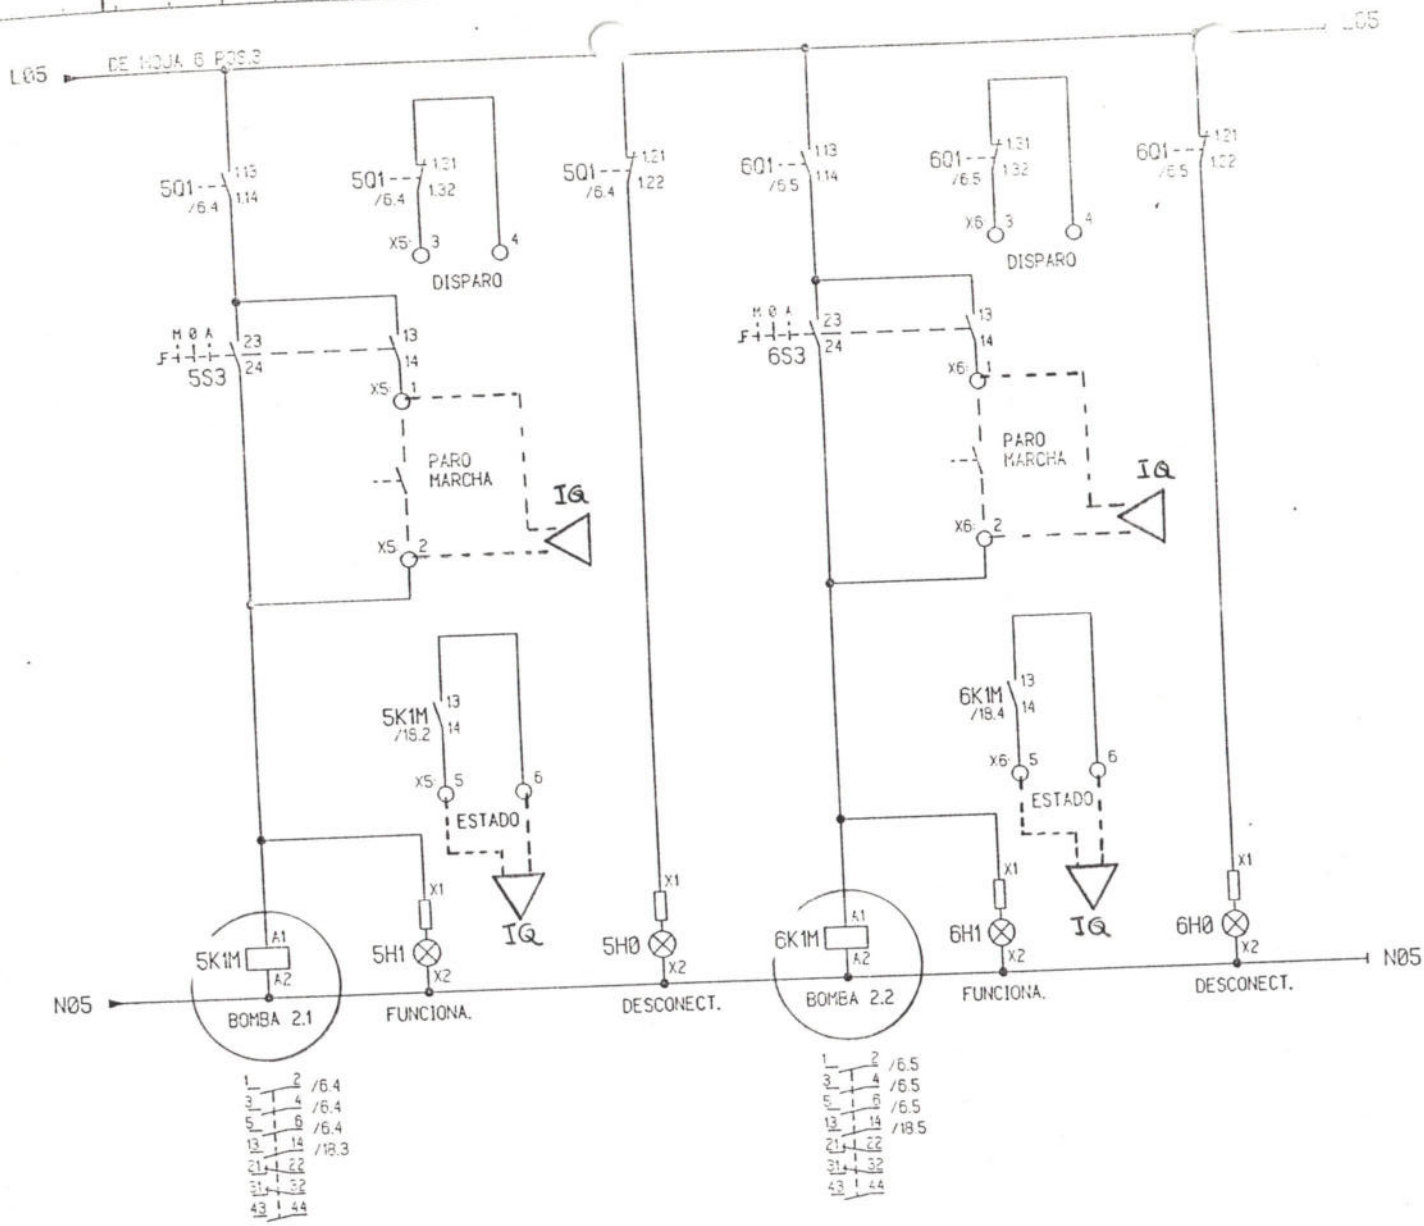 L05
DE HOJA 6 POS.3
L05
5Q1
/6.4
1.13
1.14
5Q1
/6.4
1.31
1.32
X5: 3
4
DISPARO
5Q1
/6.4
1.21
1.22
6Q1
/6.5
1.13
1.14
6Q1
/6.5
1.31
1.32
X6: 3
4
DISPARO
6Q1
/6.5
1.21
1.22
M 0 A
5S3
23
24
13
14
X5: 1
PARO
MARCHA
X5: 2
IQ
M 0 A
6S3
23
24
13
14
X6: 1
PARO
MARCHA
X6: 2
IQ
5K1M
/18.2
13
14
X5: 5
6
ESTADO
IQ
6K1M
/18.4
13
14
X6: 5
6
ESTADO
IQ
5K1M
A1
A2
BOMBA 2.1
5H1
X1
X2
FUNCIONA.
5H0
X1
X2
DESCONECT.
6K1M
A1
A2
BOMBA 2.2
6H1
X1
X2
FUNCIONA.
6H0
X1
X2
DESCONECT.
N05
N05
1 2 /6.4
3 4 /6.4
5 6 /6.4
13 14 /18.3
21 22
31 32
43 44
1 2 /6.5
3 4 /6.5
5 6 /6.5
13 14 /18.5
21 22
31 32
43 44